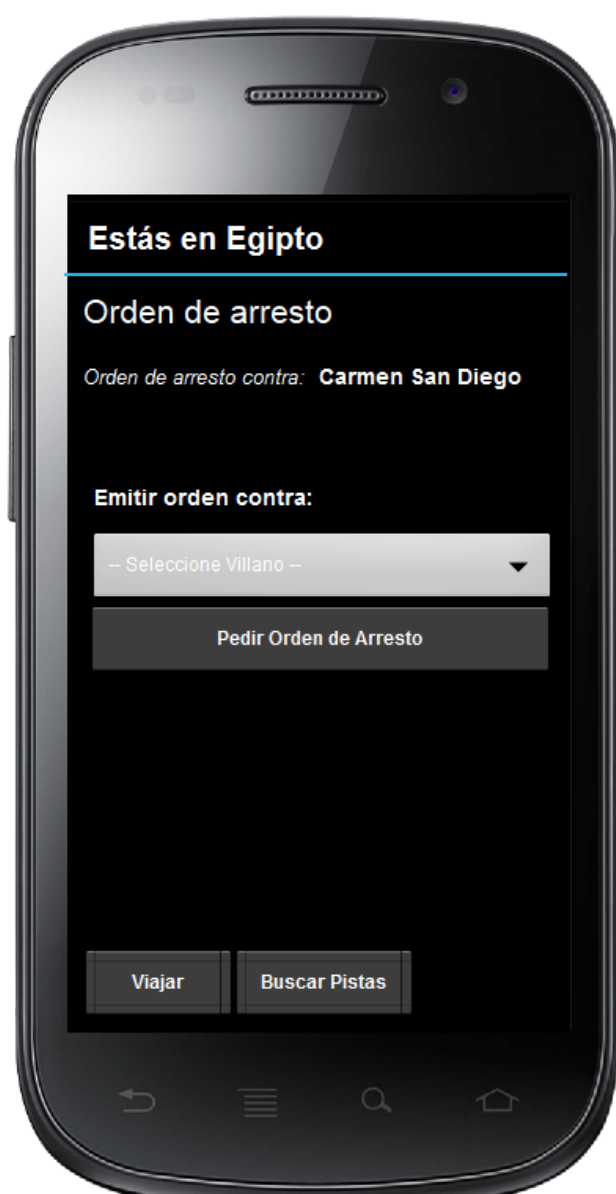 Estás en Egipto
Orden de arresto
Orden de arresto contra: Carmen San Diego
Emitir orden contra:
-- Seleccione Villano --
Pedir Orden de Arresto
Viajar Buscar Pistas